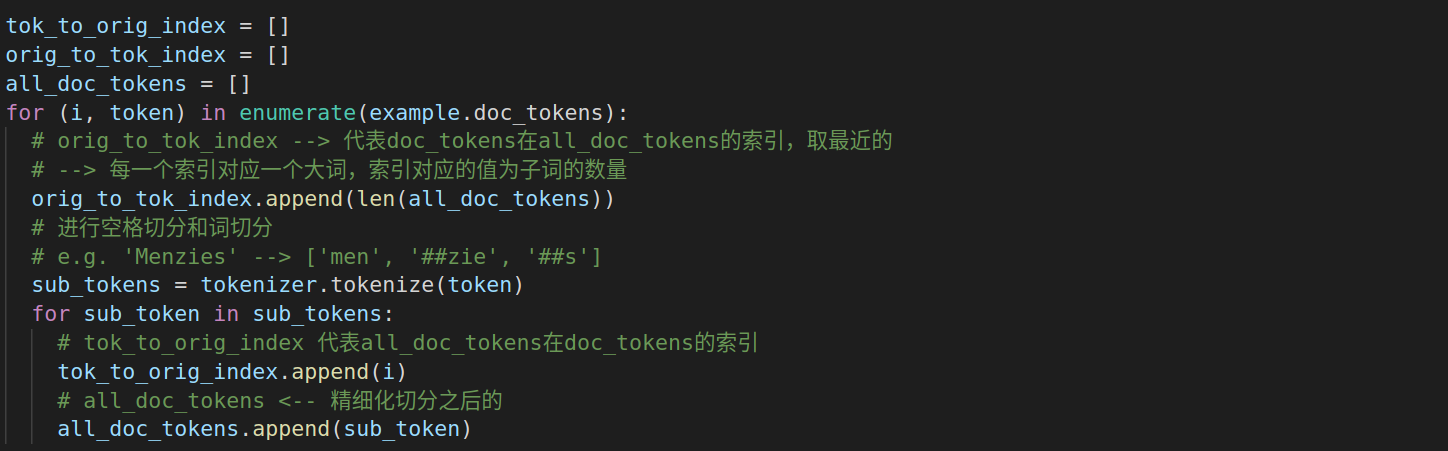 tok_to_orig_index = []
orig_to_tok_index = []
all_doc_tokens = []
for (i, token) in enumerate(example.doc_tokens):
  # orig_to_tok_index --> 代表doc_tokens在all_doc_tokens的索引，取最近的
  # --> 每一个索引对应一个大词，索引对应的值为子词的数量
  orig_to_tok_index.append(len(all_doc_tokens))
  # 进行空格切分和词切分
  # e.g. 'Menzies' --> ['men', '##zie', '##s']
  sub_tokens = tokenizer.tokenize(token)
  for sub_token in sub_tokens:
    # tok_to_orig_index 代表all_doc_tokens在doc_tokens的索引
    tok_to_orig_index.append(i)
    # all_doc_tokens <-- 精细化切分之后的
    all_doc_tokens.append(sub_token)